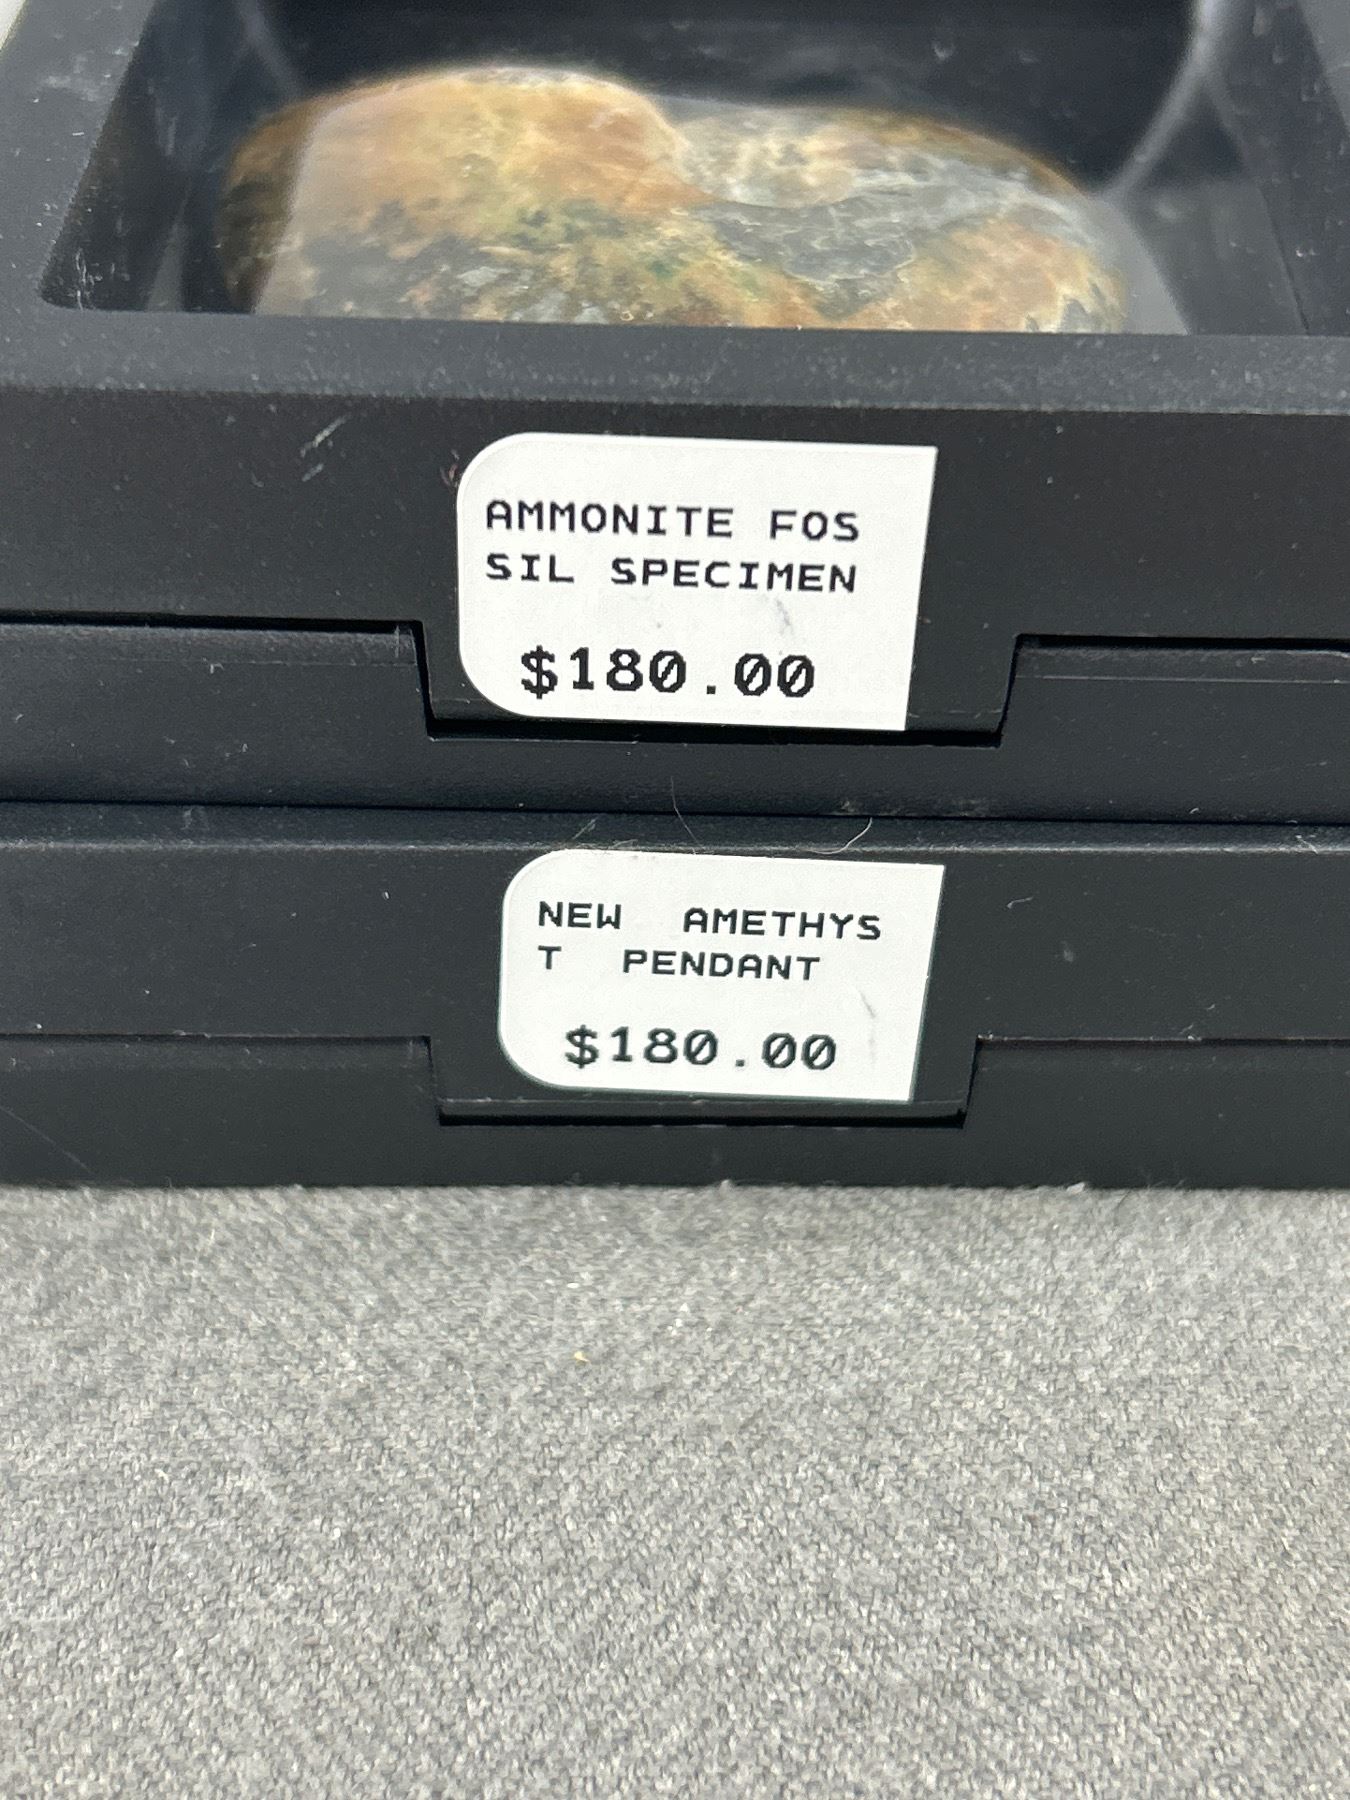 AMMONITE FOS
SIL SPECIMEN
$180.00
NEW AMETHYS
T PENDANT
$180.00